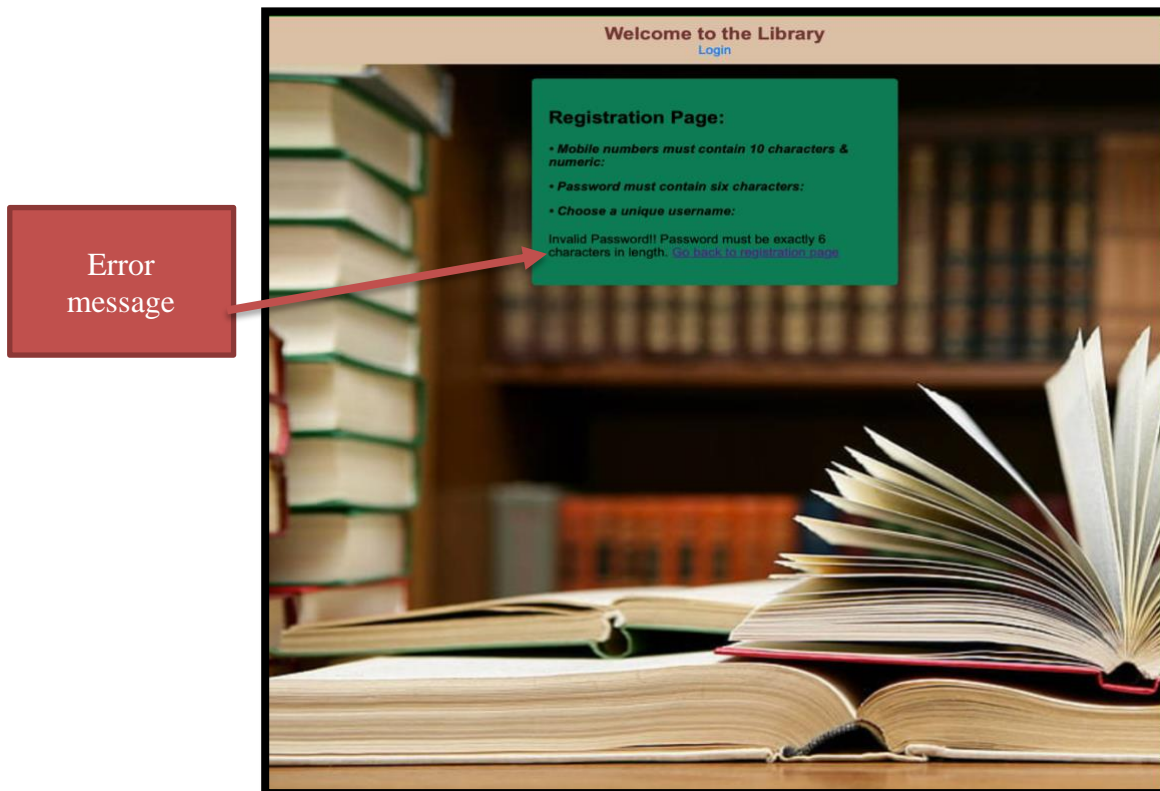 Welcome to the Library
Login
Registration Page:
• Mobile numbers must contain 10 characters &
numeric:
• Password must contain six characters:
• Choose a unique username:
Invalid Password!! Password must be exactly 6
characters in length. Go back to registration page
Error
message